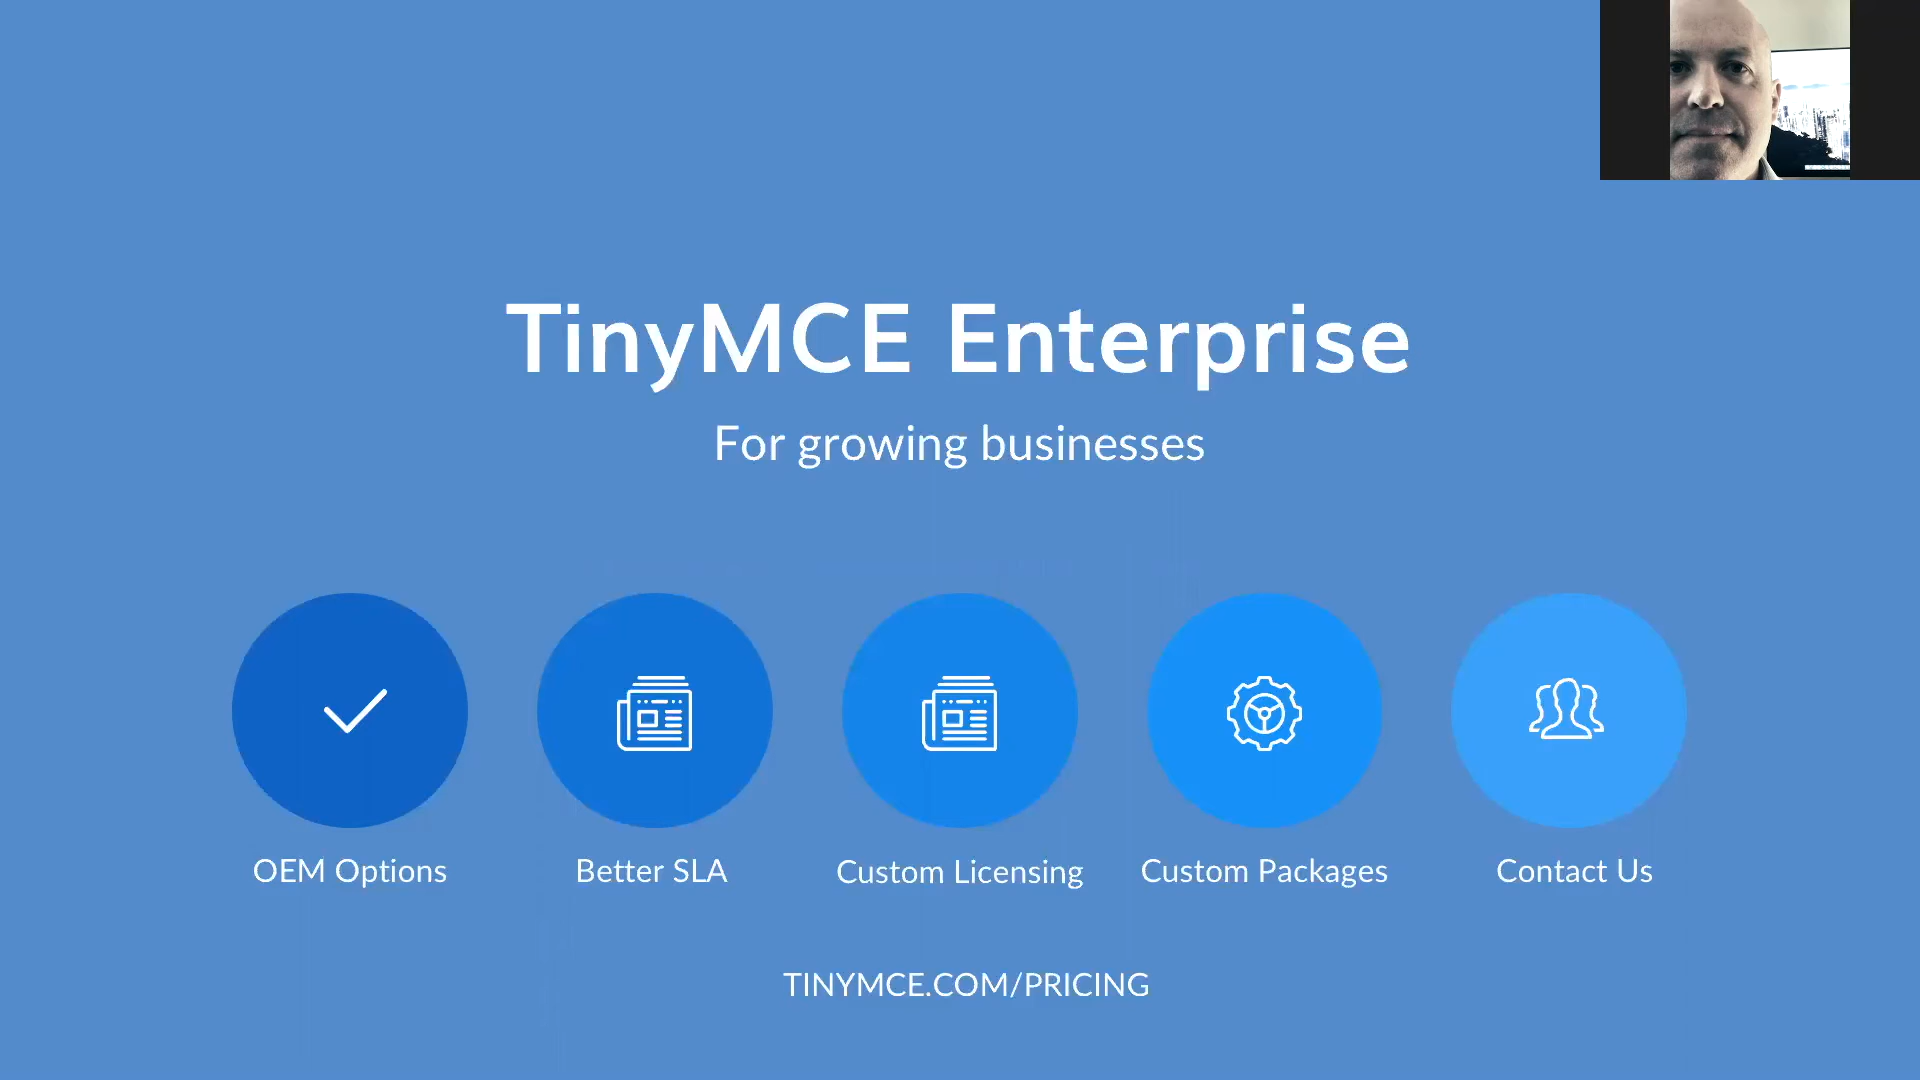 TinyMCE Enterprise
For growing businesses
OEM Options
Better SLA
Custom Licensing
Custom Packages
Contact Us
TINYMCE.COM/PRICING